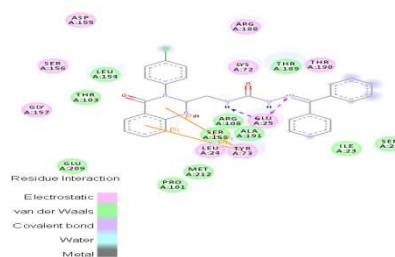 ASP
A:155
ARG
A:188
SER
A:156
LEU
A:154
LYS
A:72
THR
A:189
THR
A:190
THR
A:103
GLY
A:157
ARG
A:108
GLU
A:25
SER
A:158
ALA
A:191
LEU
A:24
TYR
A:73
ILE
A:23
GLU
A:209
MET
A:212
PRO
A:101
Residue Interaction
Electrostatic
van der Waals
Covalent bond
Water
Metal